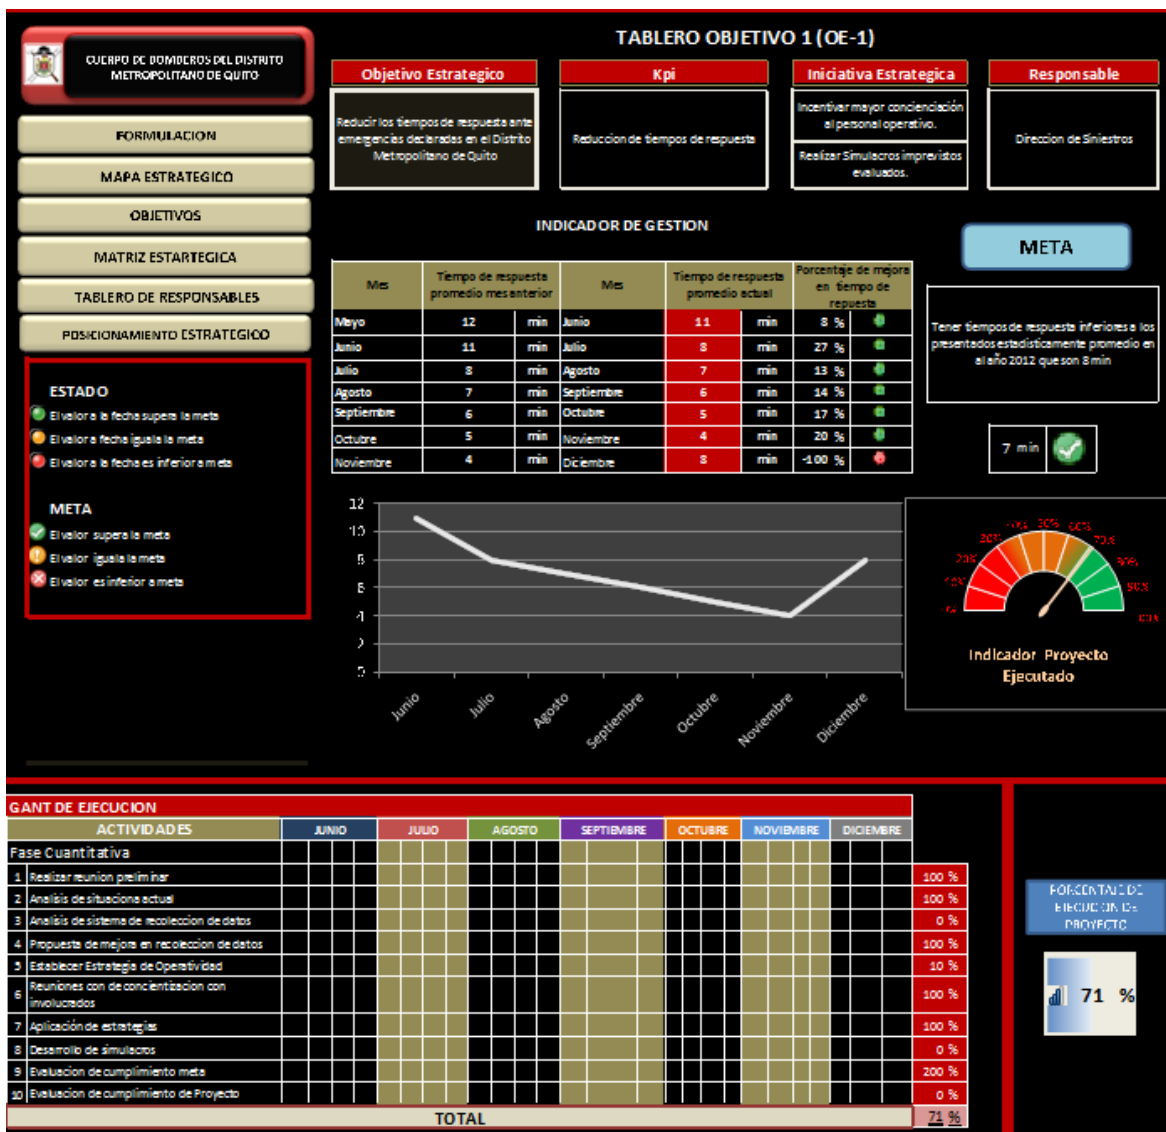 TABLERO OBJETIVO 1 (OE-1)
CUERPO DE BOMBEROS DEL DISTRITO
METROPOLITANO DE QUITO
FORMULACION
MAPA ESTRATEGICO
OBJETIVOS
MATRIZ ESTARTEGICA
TABLERO DE RESPONSABLES
POSICIONAMIENTO ESTRATEGICO
ESTADO
El valor a la fecha supera la meta
El valor a fecha iguala la meta
El valor a la fecha es inferior a meta
META
El valor supera la meta
El valor iguala la meta
El valor es inferior a meta
Objetivo Estrategico
Reducir los tiempos de respuesta ante
emergencias declaradas en el Distrito
Metropolitano de Quito
Kpi
Reduccion de tiempos de respuesta
Iniciativa Estrategica
Incentivar mayor concienciación
al personal operativo.
Realizar Simulacros imprevistos
evaluados.
Responsable
Direccion de Siniestros
INDICADOR DE GESTION
Mes Tiempo de respuesta promedio mes anterior Mes Tiempo de respuesta promedio actual Porcentaje de mejora en tiempo de repuesta
Mayo 12 min Junio 11 min 8 %
Junio 11 min Julio 8 min 27 %
Julio 8 min Agosto 7 min 13 %
Agosto 7 min Septiembre 6 min 14 %
Septiembre 6 min Octubre 5 min 17 %
Octubre 5 min Noviembre 4 min 20 %
Noviembre 4 min Diciembre 8 min -100 %
META
Tener tiempos de respuesta inferiores a los
presentados estadisticamente promedio en
el año 2012 que son 8 min
7 min
12
10
8
6
4
2
0
Junio Julio Agosto Septiembre Octubre Noviembre Diciembre
Indicador Proyecto
Ejecutado
GANT DE EJECUCION
ACTIVIDADES JUNIO JULIO AGOSTO SEPTIEMBRE OCTUBRE NOVIEMBRE DICIEMBRE
Fase Cuantitativa
1 Realizar reunion preliminar 100 %
2 Analisis de situaciona actual 100 %
3 Analisis de sistema de recoleccion de datos 0 %
4 Propuesta de mejora en recoleccion de datos 100 %
5 Establecer Estrategia de Operatividad 10 %
6 Reuniones con de concientizacion con
involucrados 100 %
7 Aplicación de estrategias 100 %
8 Desarrollo de simulacros 0 %
9 Evaluacion de cumplimiento meta 200 %
10 Evaluacion de cumplimiento de Proyecto 0 %
TOTAL 71 %
PORCENTAJE DE
EJECUCION DE
PROYECTO
71 %